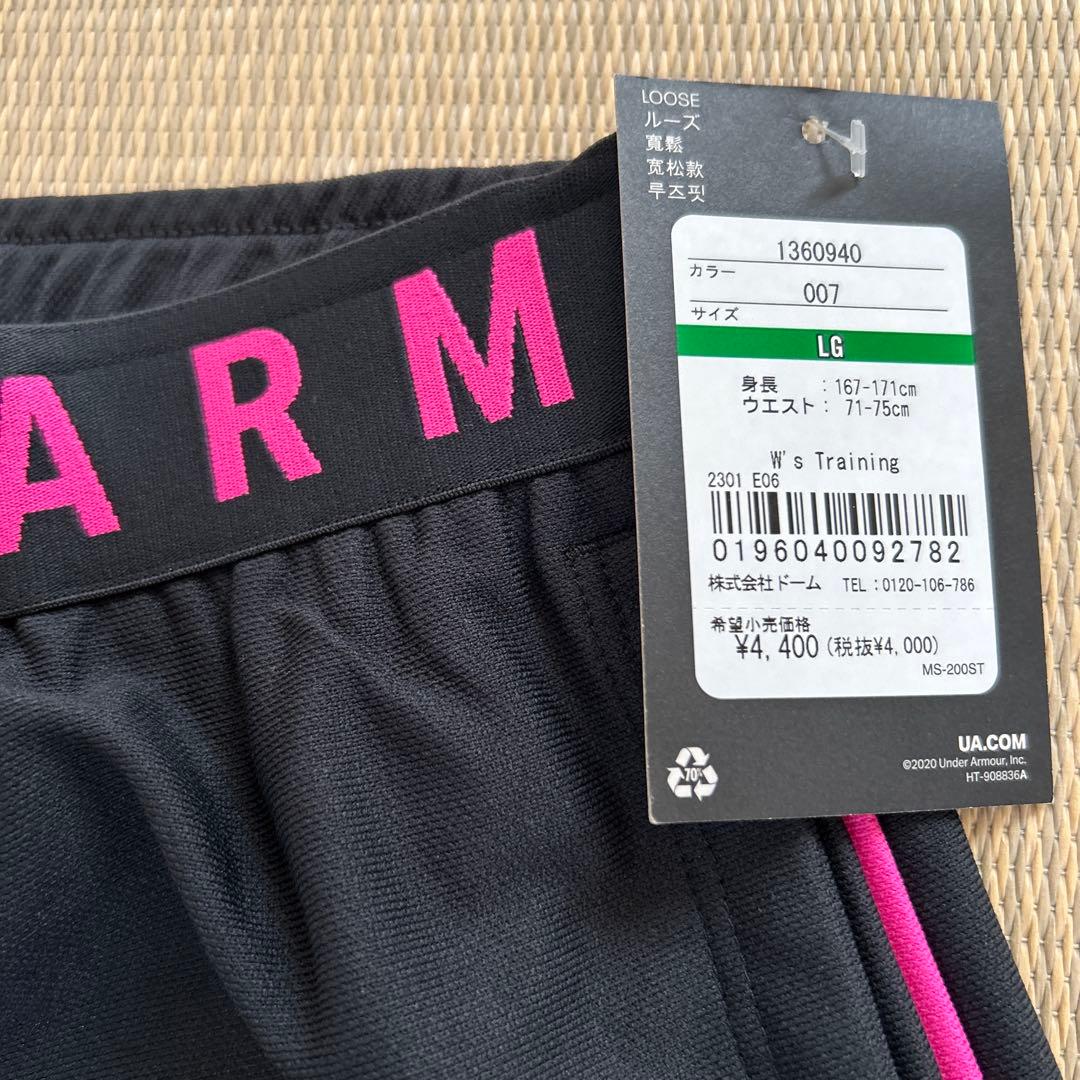 ARM
LOOSE
ルーズ
寬鬆
宽松款
루즈핏
1360940
カラー
007
サイズ
LG
身長 : 167-171cm
ウエスト : 71-75cm
W's Training
2301 E06
0196040092782
株式会社ドーム TEL :0120-106-786
希望小売価格
¥4,400 (税抜¥4,000)
MS-200ST
70%
UA.COM
©2020 Under Armour, Inc.
HT-908836A